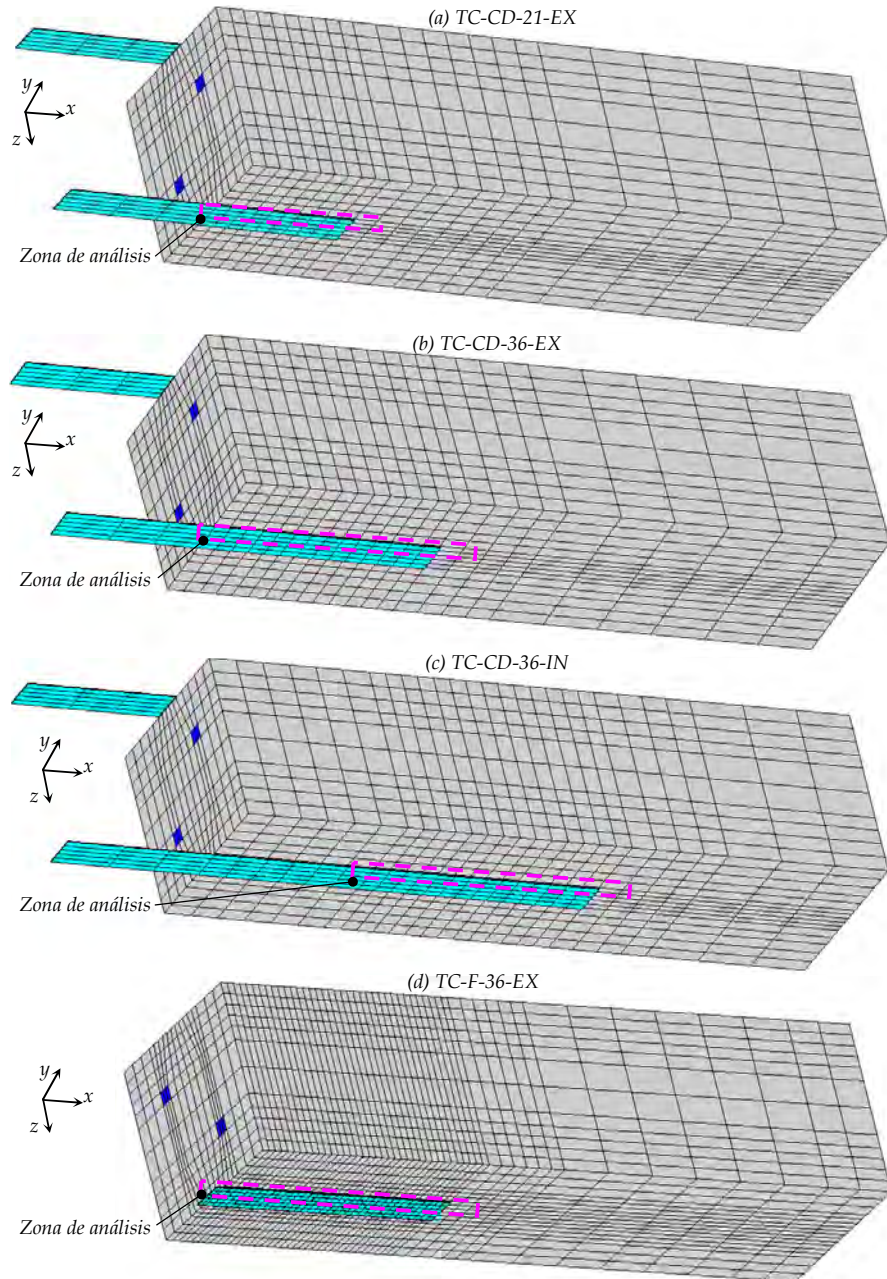 (a) TC-CD-21-EX
y
x
z
Zona de análisis
(b) TC-CD-36-EX
y
x
z
Zona de análisis
(c) TC-CD-36-IN
y
x
z
Zona de análisis
(d) TC-F-36-EX
y
x
z
Zona de análisis